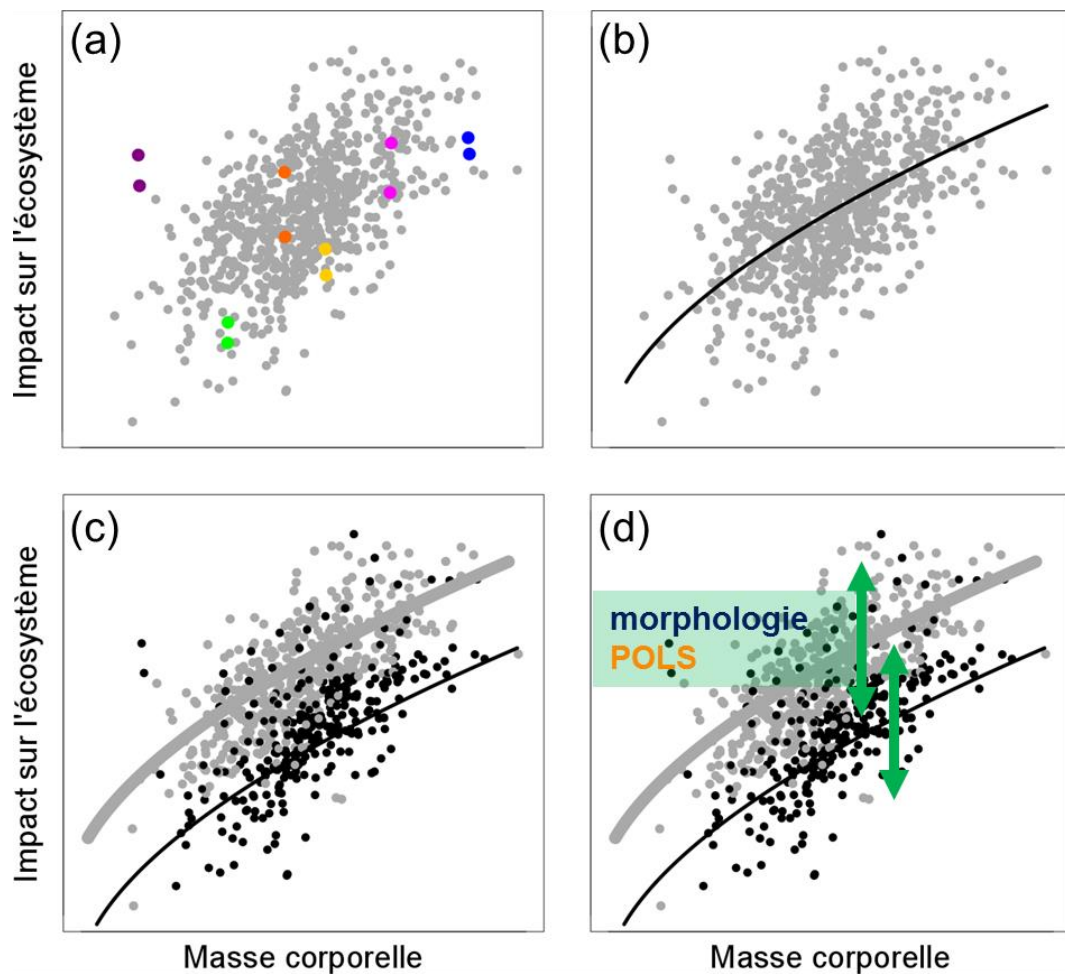 (a)
(b)
Impact sur l'écosystème
(c)
(d)
morphologie
POLS
Impact sur l'écosystème
Masse corporelle
Masse corporelle